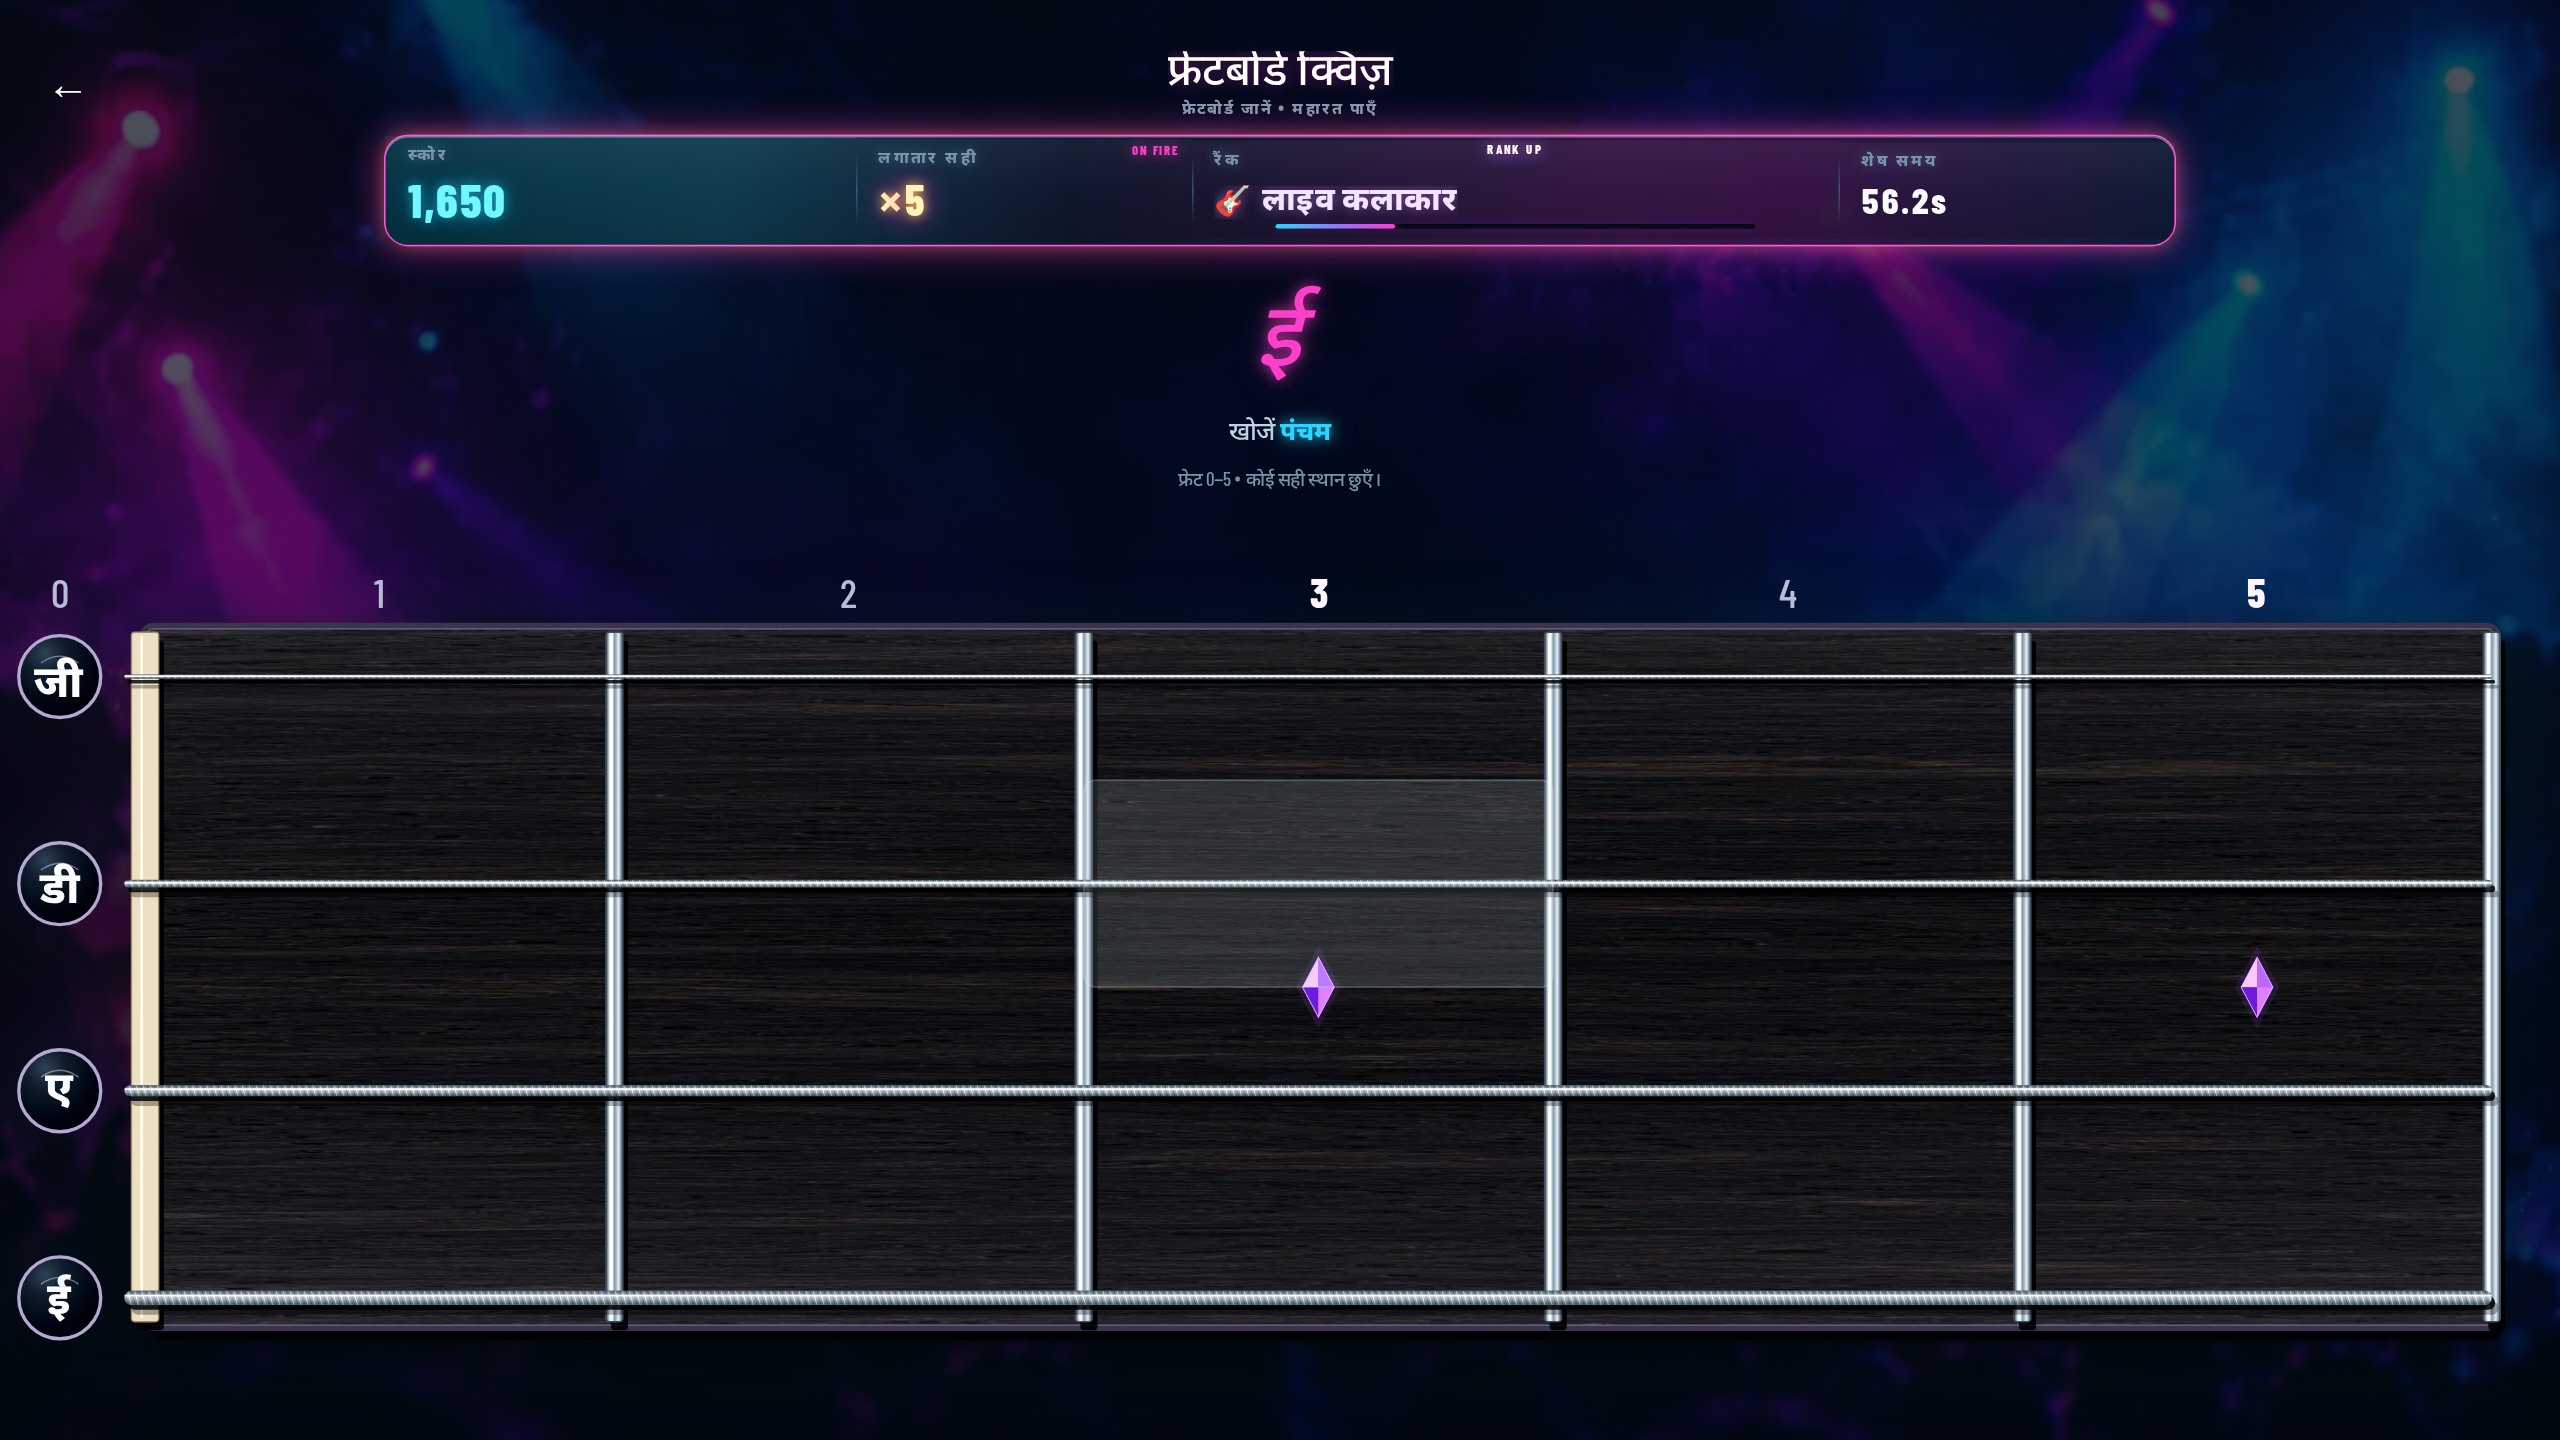 ←
फ्रेटबोर्ड क्विज़
फ्रेटबोर्ड जानें • महारत पाएँ
स्कोर
1,650
लगातार सही
ON FIRE
×5
रैंक
RANK UP
लाइव कलाकार
शेष समय
56.2s
ई
खोजें पंचम
फ्रेट 0–5 • कोई सही स्थान छुएँ।
0 1 2 3 4 5
जी
डी
ए
ई